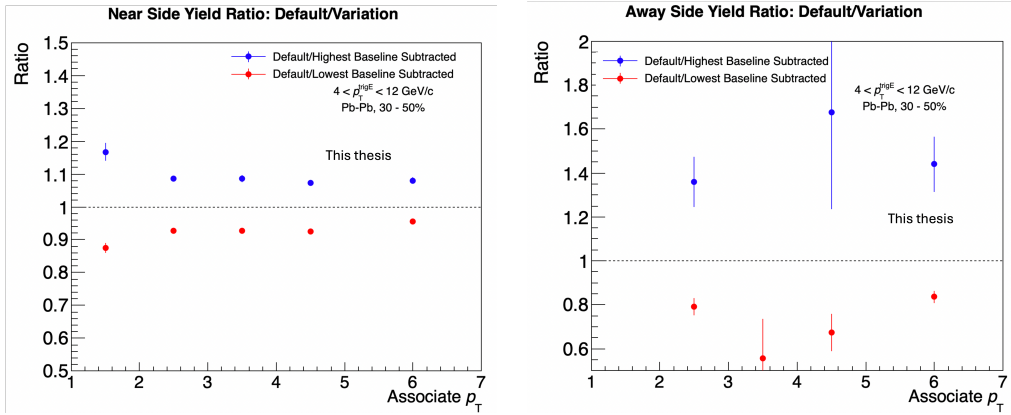 Near Side Yield Ratio: Default/Variation
Ratio
1.5
1.4
1.3
1.2
1.1
1
0.9
0.8
0.7
0.6
0.5
Default/Highest Baseline Subtracted
Default/Lowest Baseline Subtracted
4 < p_T^trigE < 12 GeV/c
Pb-Pb, 30 - 50%
This thesis
1 2 3 4 5 6 7
Associate p_T
Away Side Yield Ratio: Default/Variation
Ratio
2
1.8
1.6
1.4
1.2
1
0.8
0.6
Default/Highest Baseline Subtracted
Default/Lowest Baseline Subtracted
4 < p_T^trigE < 12 GeV/c
Pb-Pb, 30 - 50%
This thesis
1 2 3 4 5 6 7
Associate p_T